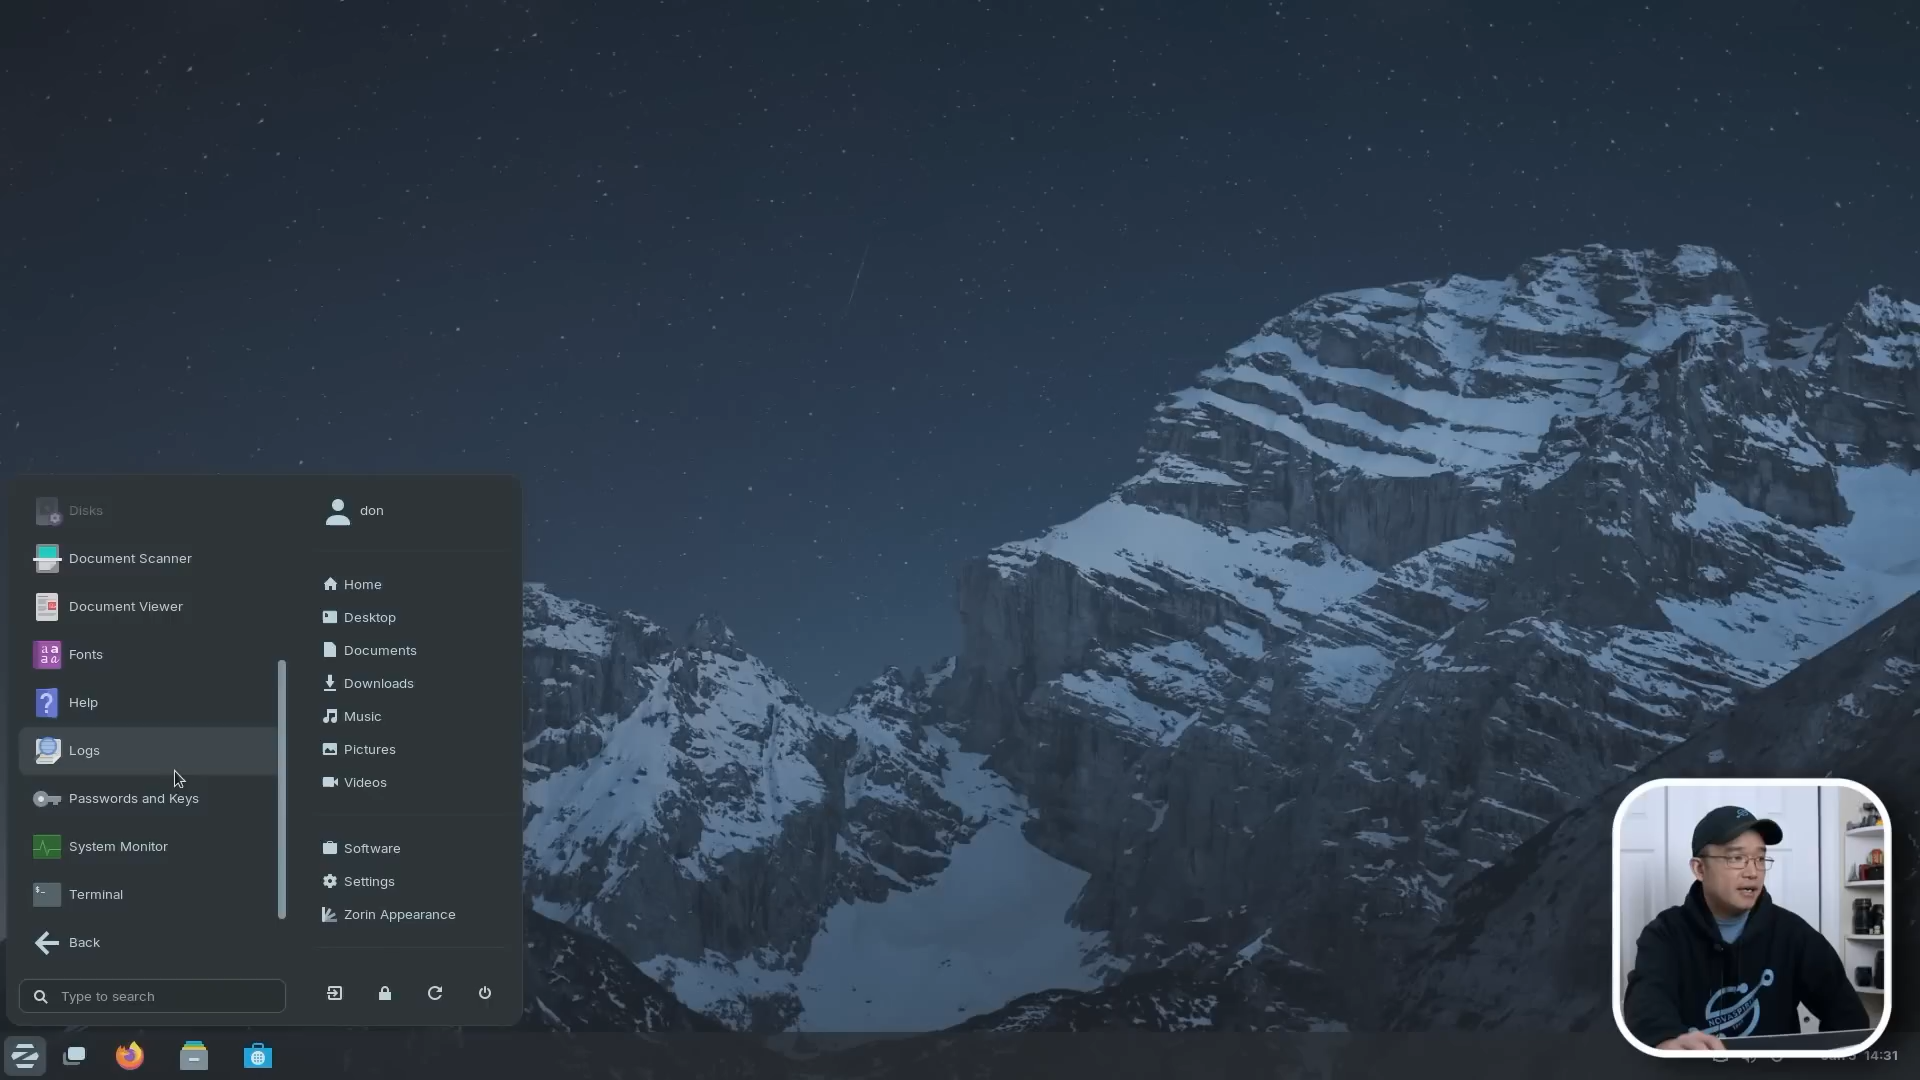 Disks
Document Scanner
Document Viewer
Fonts
Help
Logs
Passwords and Keys
System Monitor
Terminal
Back
Type to search
don
Home
Desktop
Documents
Downloads
Music
Pictures
Videos
Software
Settings
Zorin Appearance
14:31